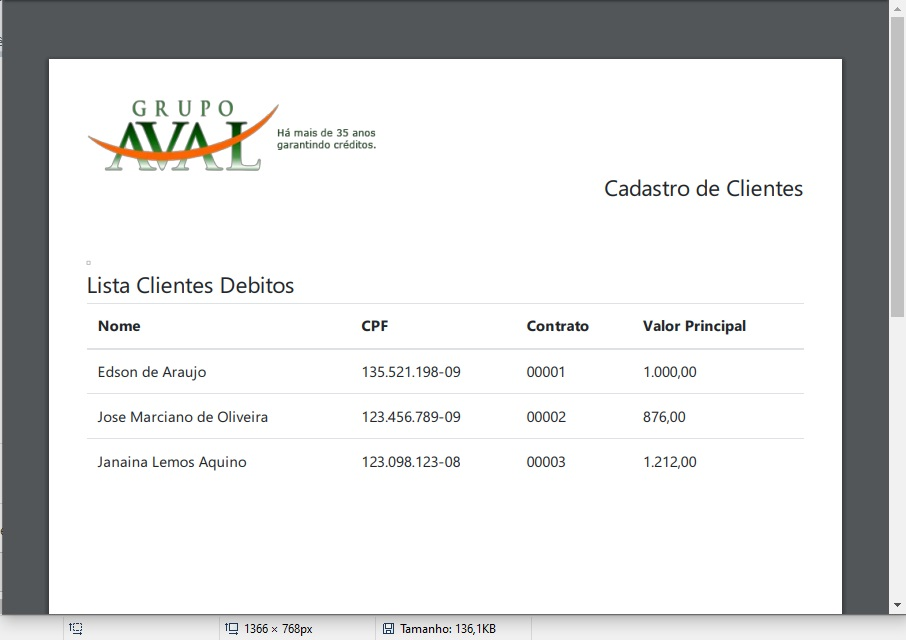 GRUPO
AVAL
Há mais de 35 anos
garantindo créditos.
Cadastro de Clientes
Lista Clientes Debitos
Nome CPF Contrato Valor Principal
Edson de Araujo 135.521.198-09 00001 1.000,00
Jose Marciano de Oliveira 123.456.789-09 00002 876,00
Janaina Lemos Aquino 123.098.123-08 00003 1.212,00
1366 × 768px Tamanho: 136,1KB